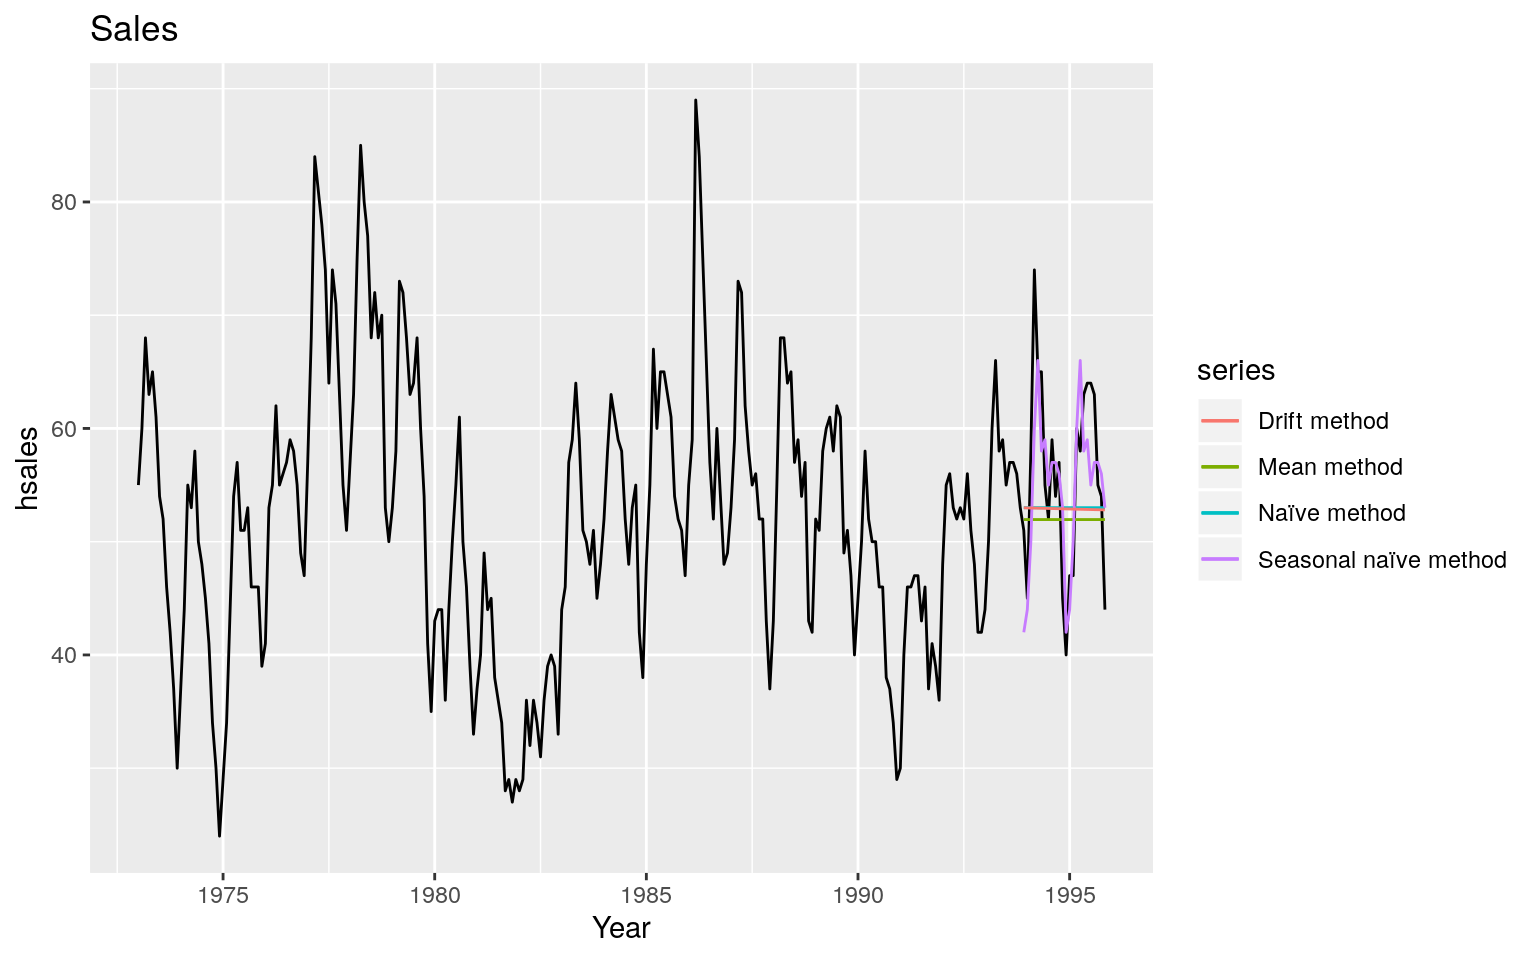 Sales
hsales
80
60
40
1975
1980
1985
1990
1995
Year
series
Drift method
Mean method
Naïve method
Seasonal naïve method